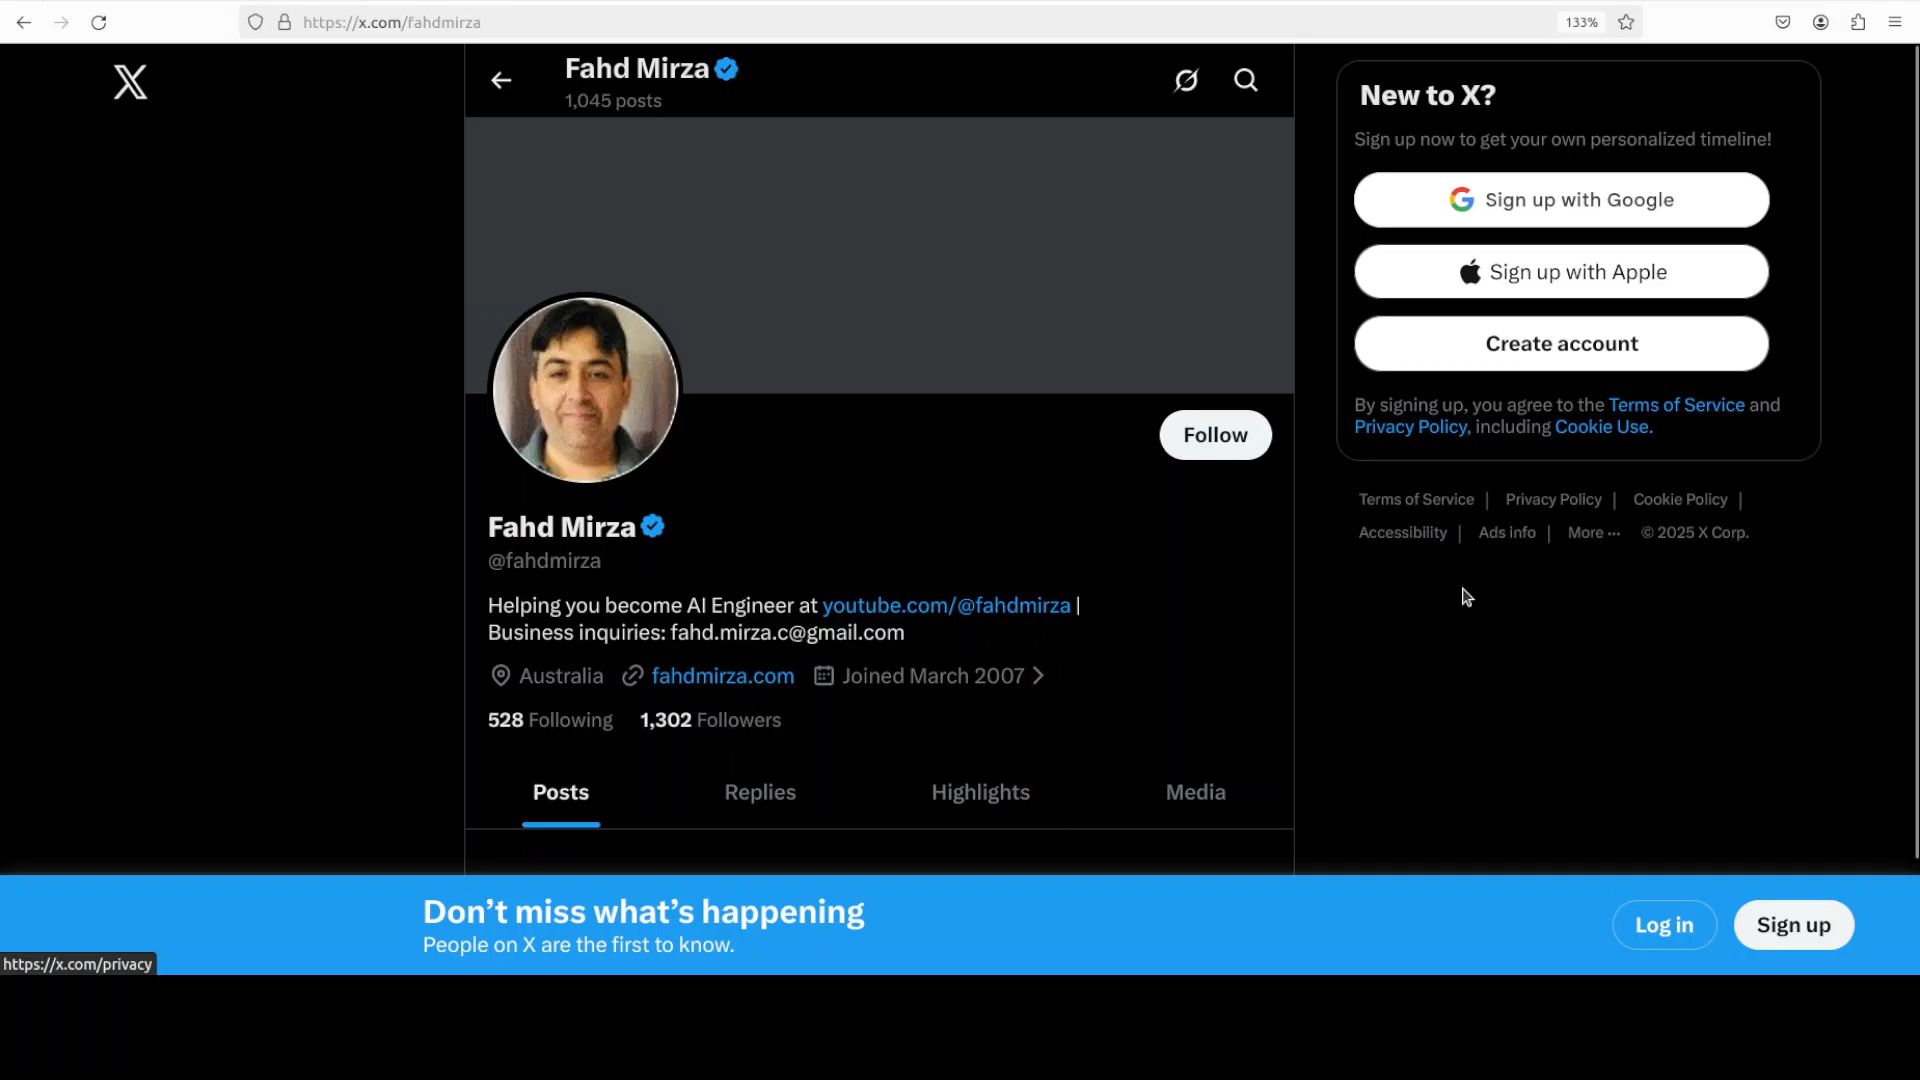 https://x.com/fahdmirza
133%
Fahd Mirza
1,045 posts
Follow
Fahd Mirza
@fahdmirza
Helping you become AI Engineer at youtube.com/@fahdmirza |
Business inquiries: fahd.mirza.c@gmail.com
Australia fahdmirza.com Joined March 2007
528 Following 1,302 Followers
Posts Replies Highlights Media
New to X?
Sign up now to get your own personalized timeline!
Sign up with Google
Sign up with Apple
Create account
By signing up, you agree to the Terms of Service and
Privacy Policy, including Cookie Use.
Terms of Service | Privacy Policy | Cookie Policy |
Accessibility | Ads info | More ··· © 2025 X Corp.
Don’t miss what’s happening
People on X are the first to know.
Log in Sign up
https://x.com/privacy